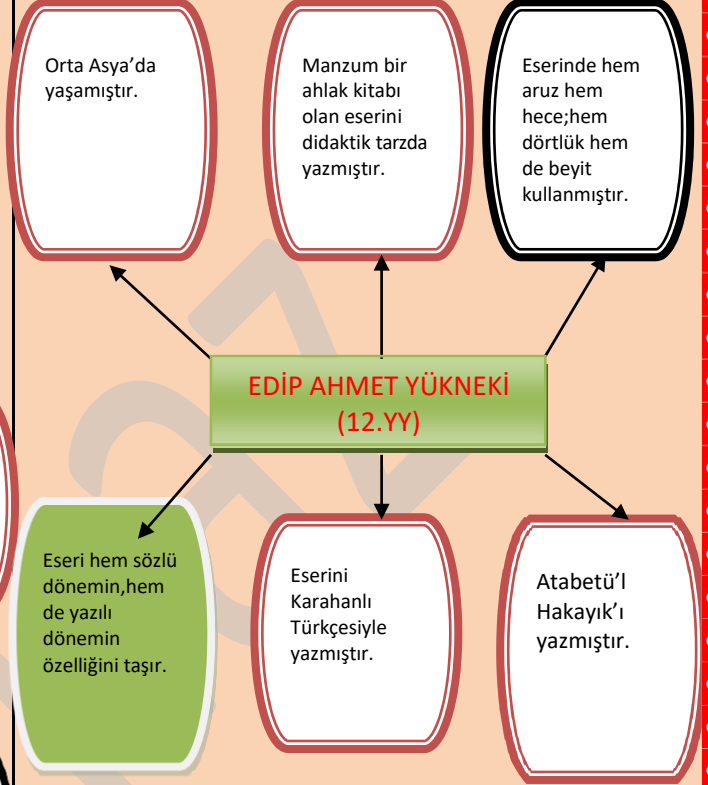 Orta Asya’da
yaşamıştır.
Manzum bir
ahlak kitabı
olan eserini
didaktik tarzda
yazmıştır.
Eserinde hem
aruz hem
hece;hem
dörtlük hem
de beyit
kullanmıştır.
EDİP AHMET YÜKNEKİ
(12.YY)
Eseri hem sözlü
dönemin,hem
de yazılı
dönemin
özelliğini taşır.
Eserini
Karahanlı
Türkçesiyle
yazmıştır.
Atabetü’l
Hakayık’ı
yazmıştır.